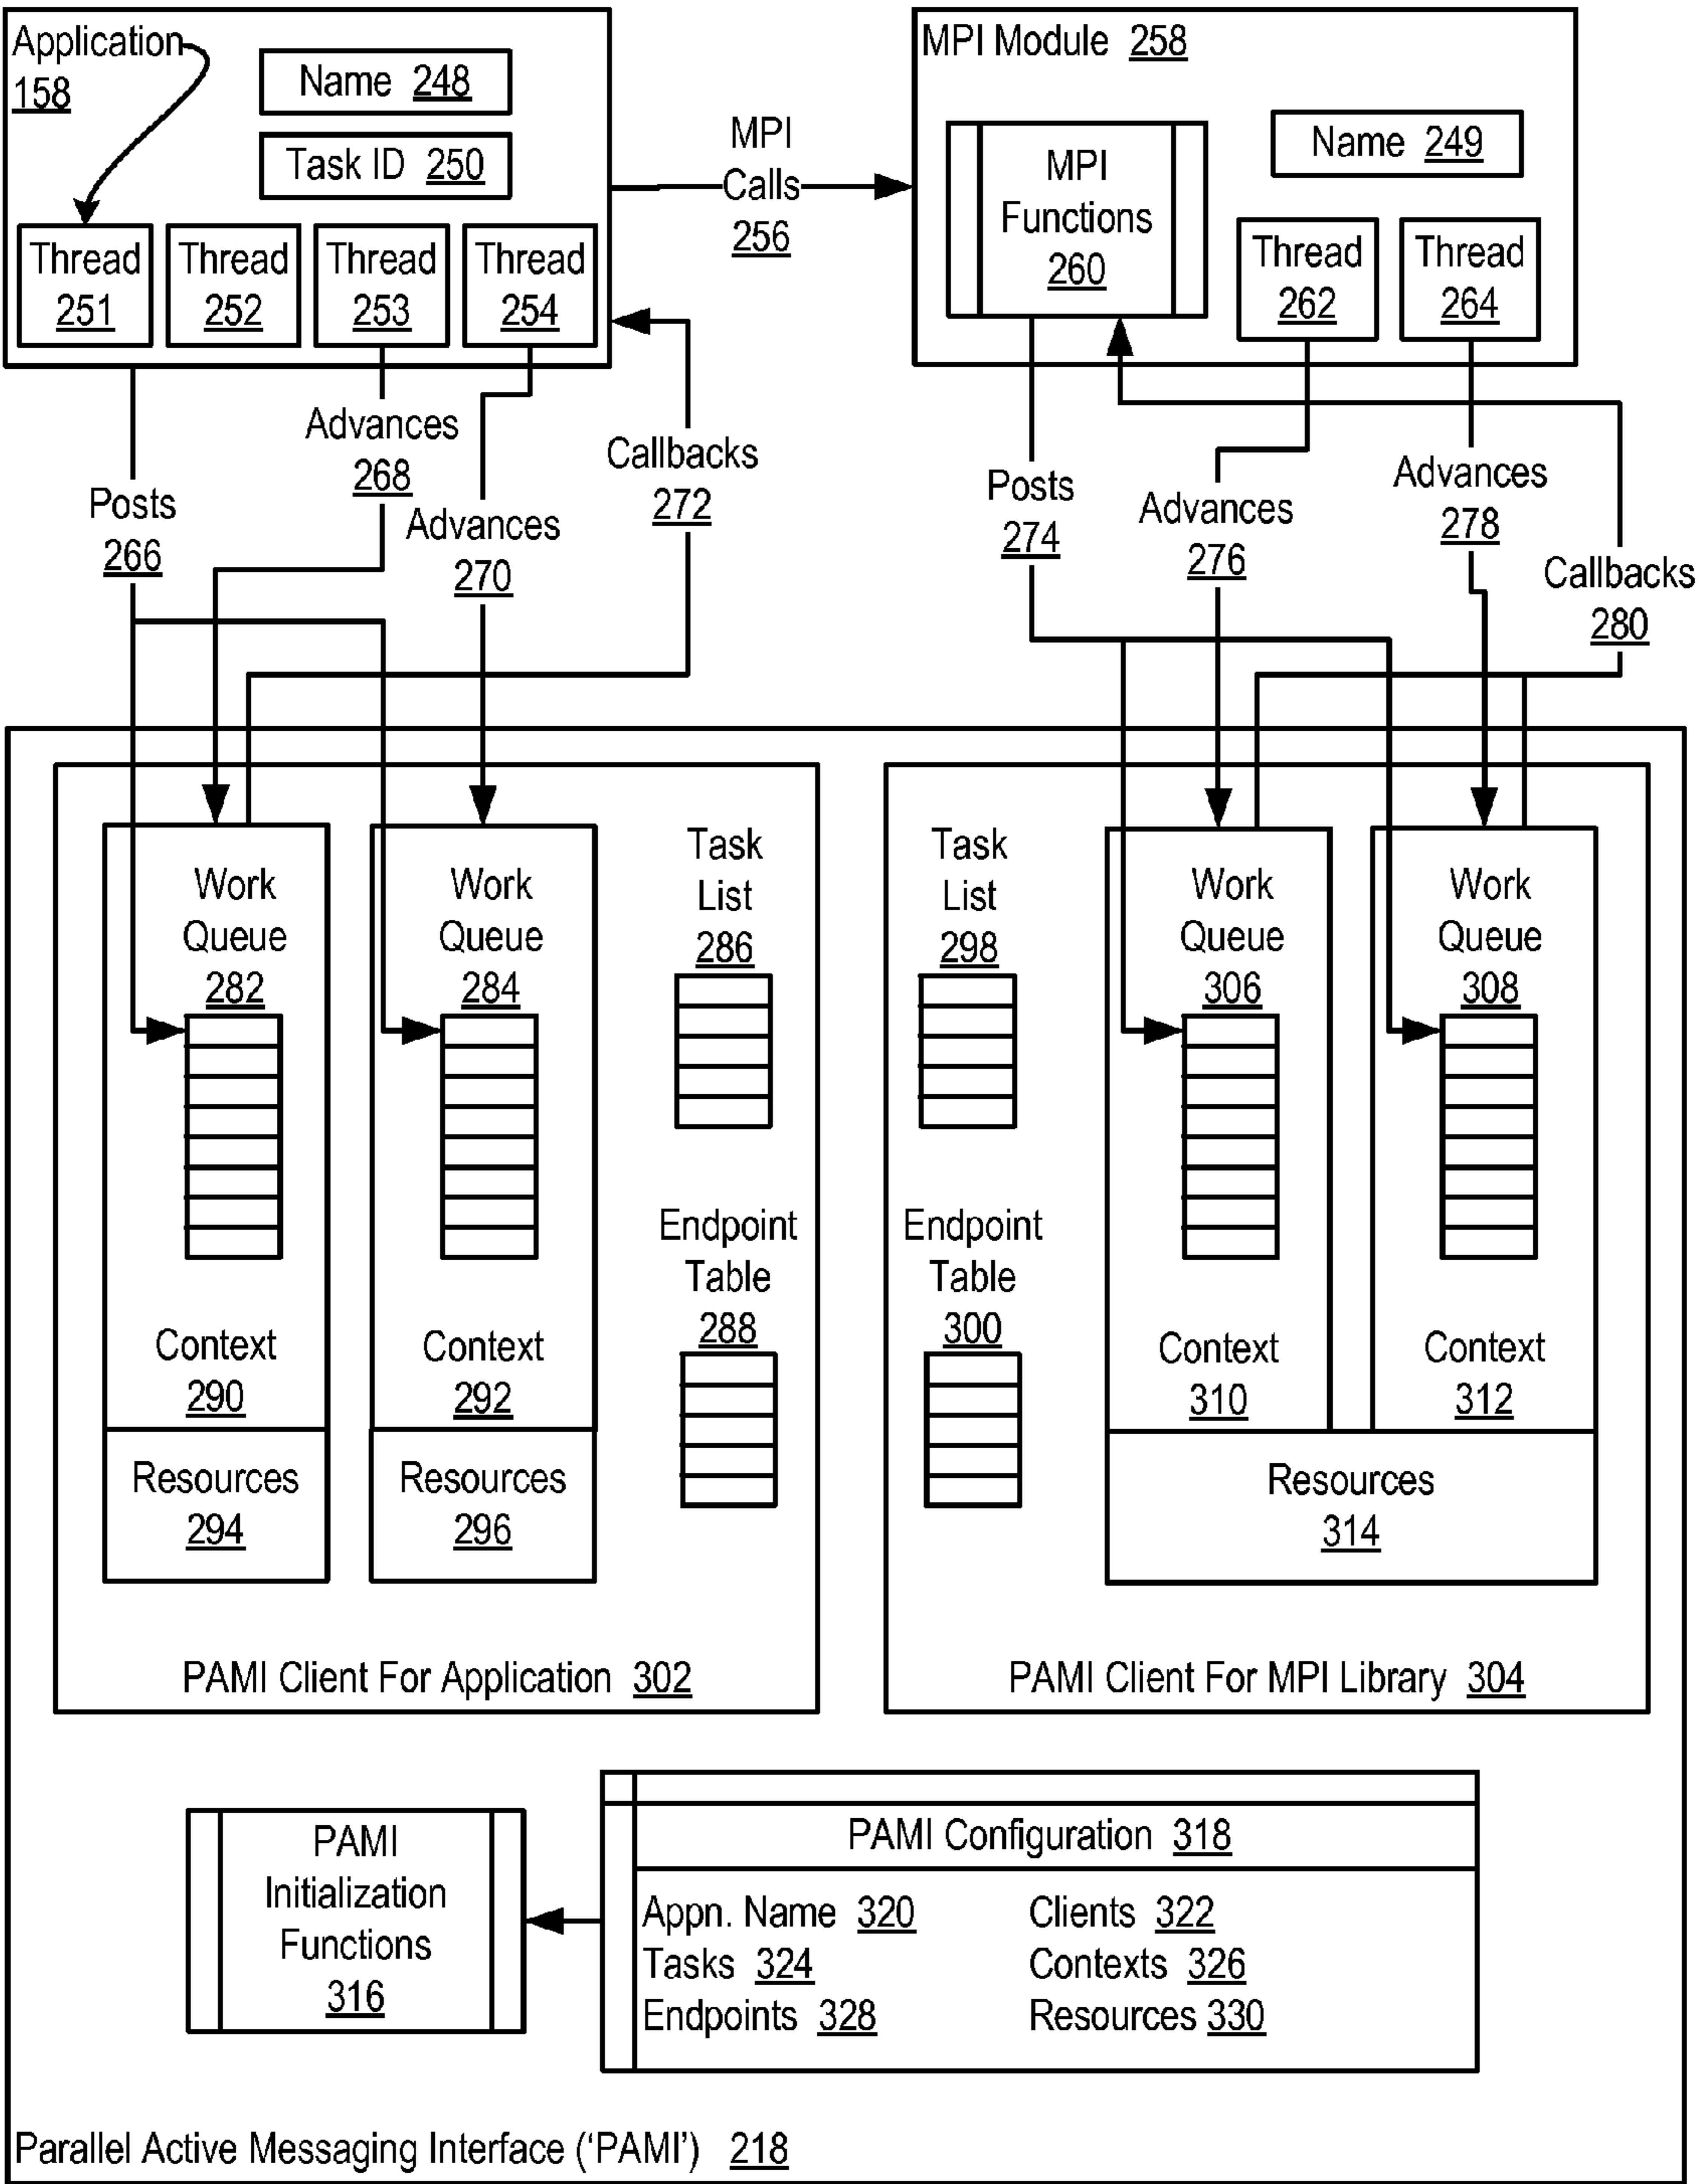 Application
158
Name 248
Task ID 250
Thread
251
Thread
252
Thread
253
Thread
254
MPI
Calls
256
MPI Module 258
MPI
Functions
260
Name 249
Thread
262
Thread
264
Posts
266
Advances
268
Advances
270
Callbacks
272
Posts
274
Advances
276
Advances
278
Callbacks
280
Work
Queue
282
Context
290
Resources
294
Work
Queue
284
Context
292
Resources
296
Task
List
286
Endpoint
Table
288
PAMI Client For Application 302
Task
List
298
Endpoint
Table
300
Work
Queue
306
Context
310
Work
Queue
308
Context
312
Resources
314
PAMI Client For MPI Library 304
PAMI
Initialization
Functions
316
PAMI Configuration 318
Appn. Name 320 Clients 322
Tasks 324 Contexts 326
Endpoints 328 Resources 330
Parallel Active Messaging Interface (‘PAMI’) 218